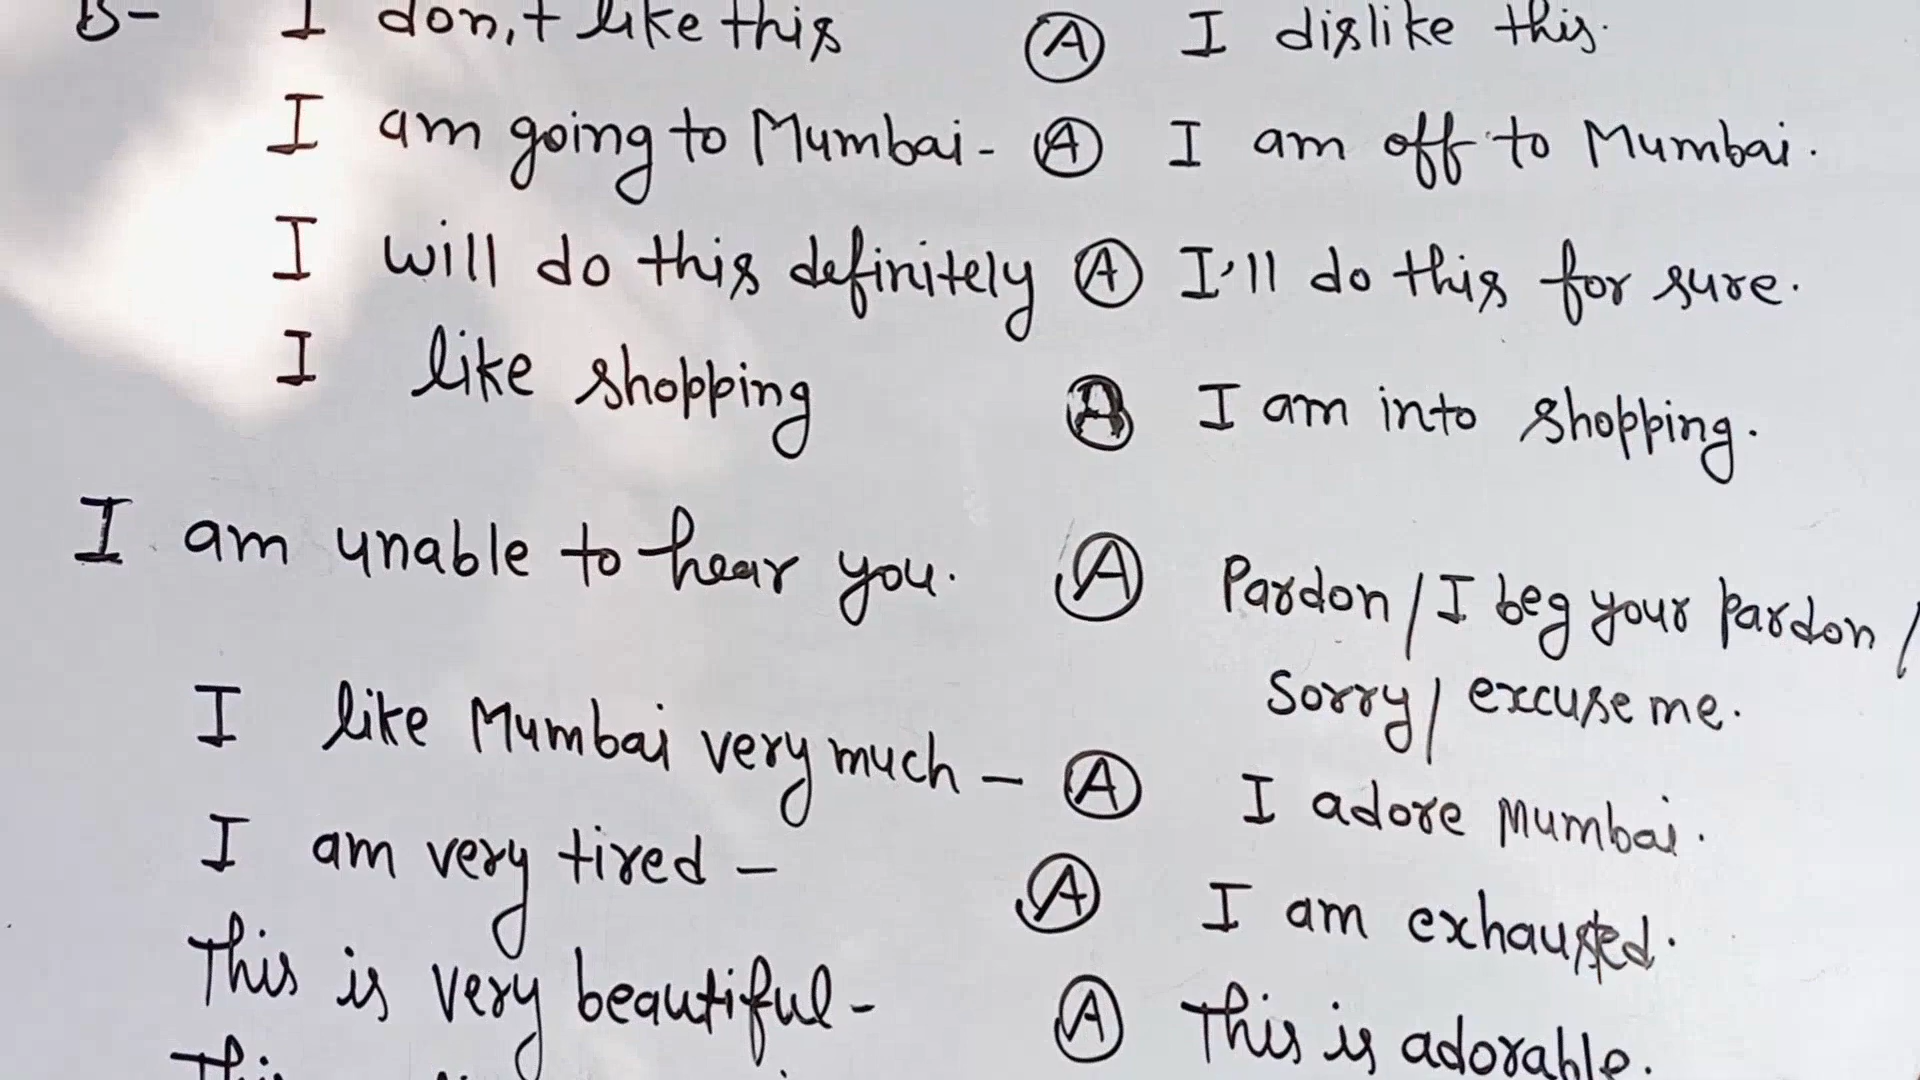 B- I don,t like this (A) I dislike this.
I am going to Mumbai - (A) I am off to Mumbai.
I will do this definitely (A) I'll do this for sure.
I like shopping (A) I am into shopping.
I am unable to hear you. (A) Pardon / I beg your pardon /
Sorry / excuse me.
I like Mumbai very much - (A) I adore Mumbai.
I am very tired - (A) I am exhausted.
This is very beautiful - (A) This is adorable.
This